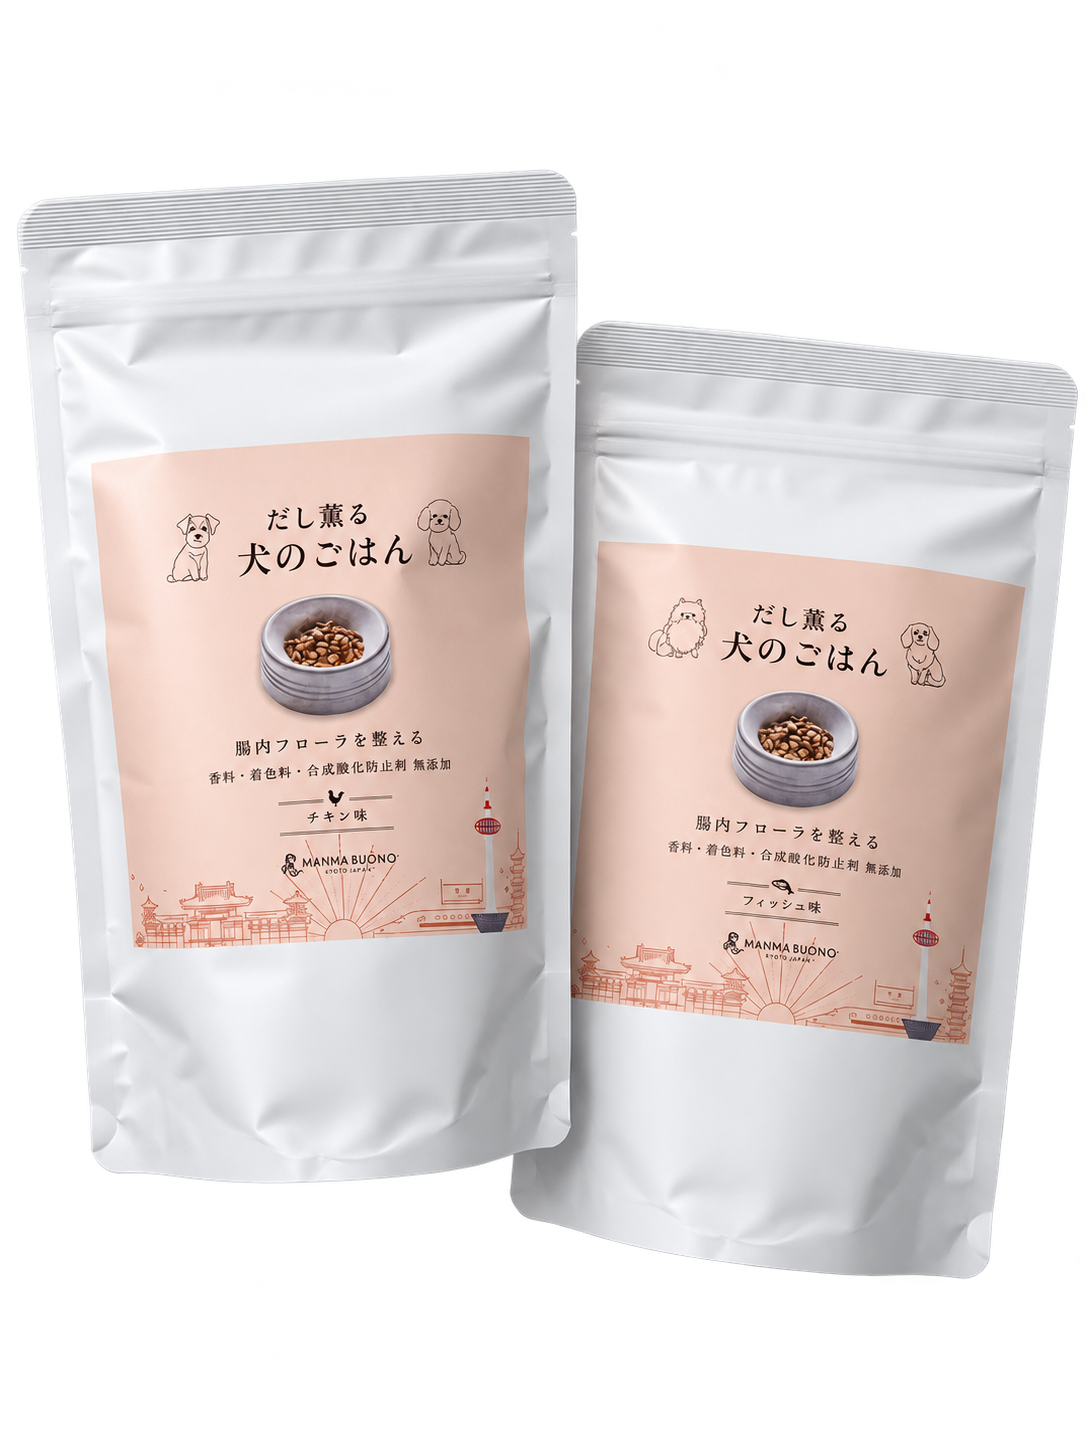 だし薫る
犬のごはん
腸内フローラを整える
香料・着色料・合成酸化防止剤 無添加
チキン味
MANMA BUONO
KYOTO JAPAN
だし薫る
犬のごはん
腸内フローラを整える
香料・着色料・合成酸化防止剤 無添加
フィッシュ味
MANMA BUONO
KYOTO JAPAN